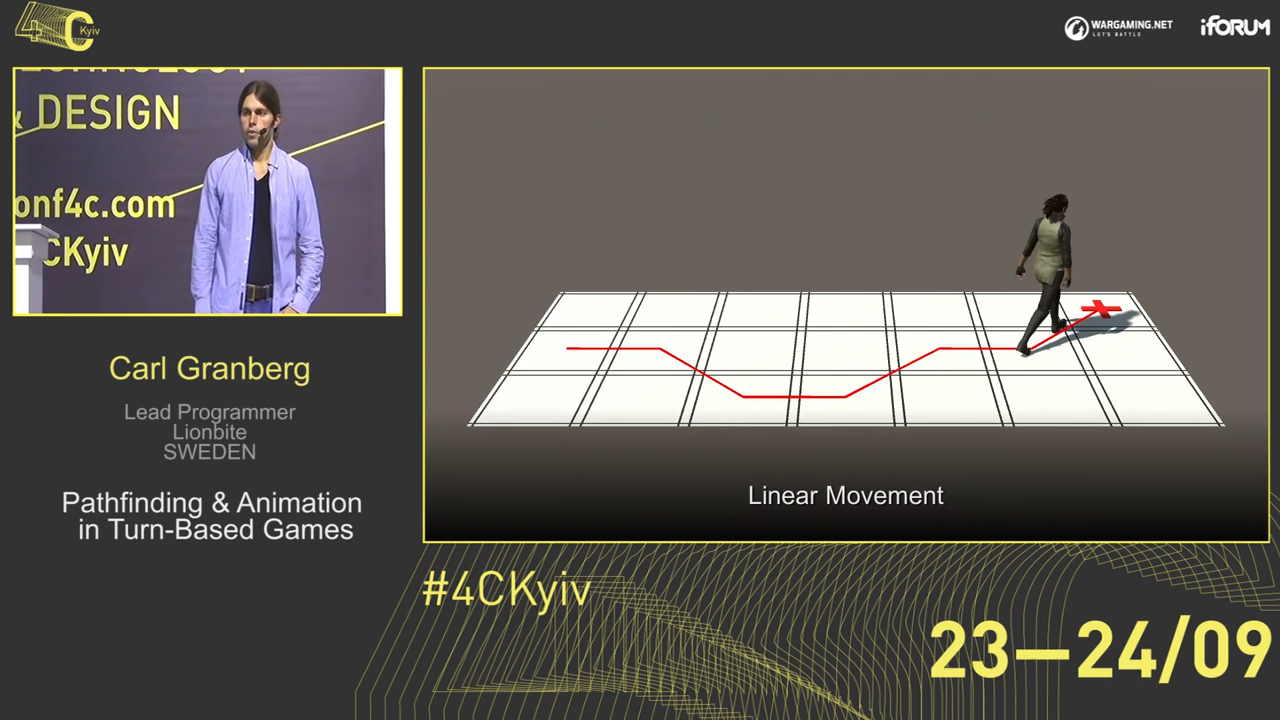 4C Kyiv
WARGAMING.NET
LET'S BATTLE
iFORUM
TECHNOLOGY
& DESIGN
onf4c.com
CKyiv
Carl Granberg
Lead Programmer
Lionbite
SWEDEN
Pathfinding & Animation
in Turn-Based Games
Linear Movement
#4CKyiv
23—24/09